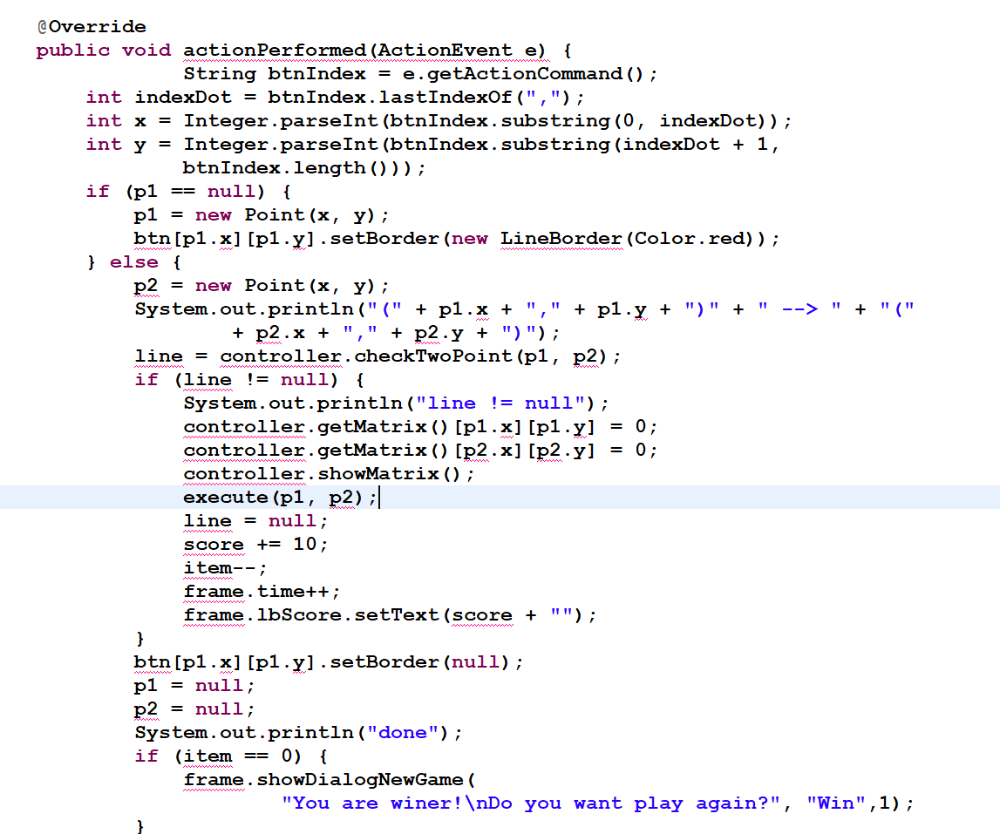 @Override
public void actionPerformed(ActionEvent e) {
String btnIndex = e.getActionCommand();
int indexDot = btnIndex.lastIndexOf(",");
int x = Integer.parseInt(btnIndex.substring(0, indexDot));
int y = Integer.parseInt(btnIndex.substring(indexDot + 1,
btnIndex.length()));
if (p1 == null) {
p1 = new Point(x, y);
btn[p1.x][p1.y].setBorder(new LineBorder(Color.red));
} else {
p2 = new Point(x, y);
System.out.println("(" + p1.x + "," + p1.y + ")" + " --> " + "("
+ p2.x + "," + p2.y + ")");
line = controller.checkTwoPoint(p1, p2);
if (line != null) {
System.out.println("line != null");
controller.getMatrix()[p1.x][p1.y] = 0;
controller.getMatrix()[p2.x][p2.y] = 0;
controller.showMatrix();
execute(p1, p2);
line = null;
score += 10;
item--;
frame.time++;
frame.lbScore.setText(score + "");
}
btn[p1.x][p1.y].setBorder(null);
p1 = null;
p2 = null;
System.out.println("done");
if (item == 0) {
frame.showDialogNewGame(
"You are winer!\nDo you want play again?", "Win",1);
}